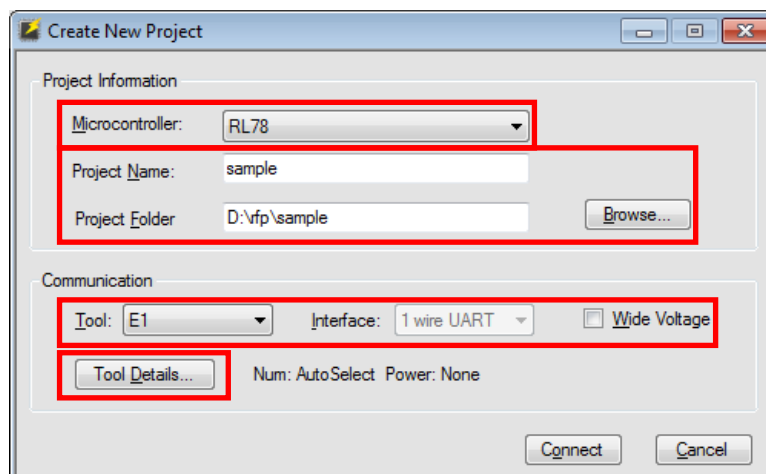 Create New Project
Project Information
Microcontroller: RL78
Project Name: sample
Project Folder D:\rfp\sample Browse...
Communication
Tool: E1 Interface: 1 wire UART Wide Voltage
Tool Details... Num: AutoSelect Power: None
Connect Cancel